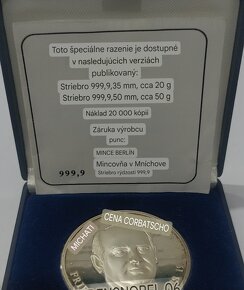 Toto špeciálne razenie je dostupné
v nasledujúcich verziách
publikovaný:
Striebro 999,9,35 mm, cca 20 g
Striebro 999,9,50 mm, cca 50 g
Náklad 20 000 kópií
Záruka výrobcu
punc:
MINCE BERLÍN
Mincovňa v Mníchove
999,9 Striebro rýdzosti 999,9
CENA CORBATSCHO
MICHATI